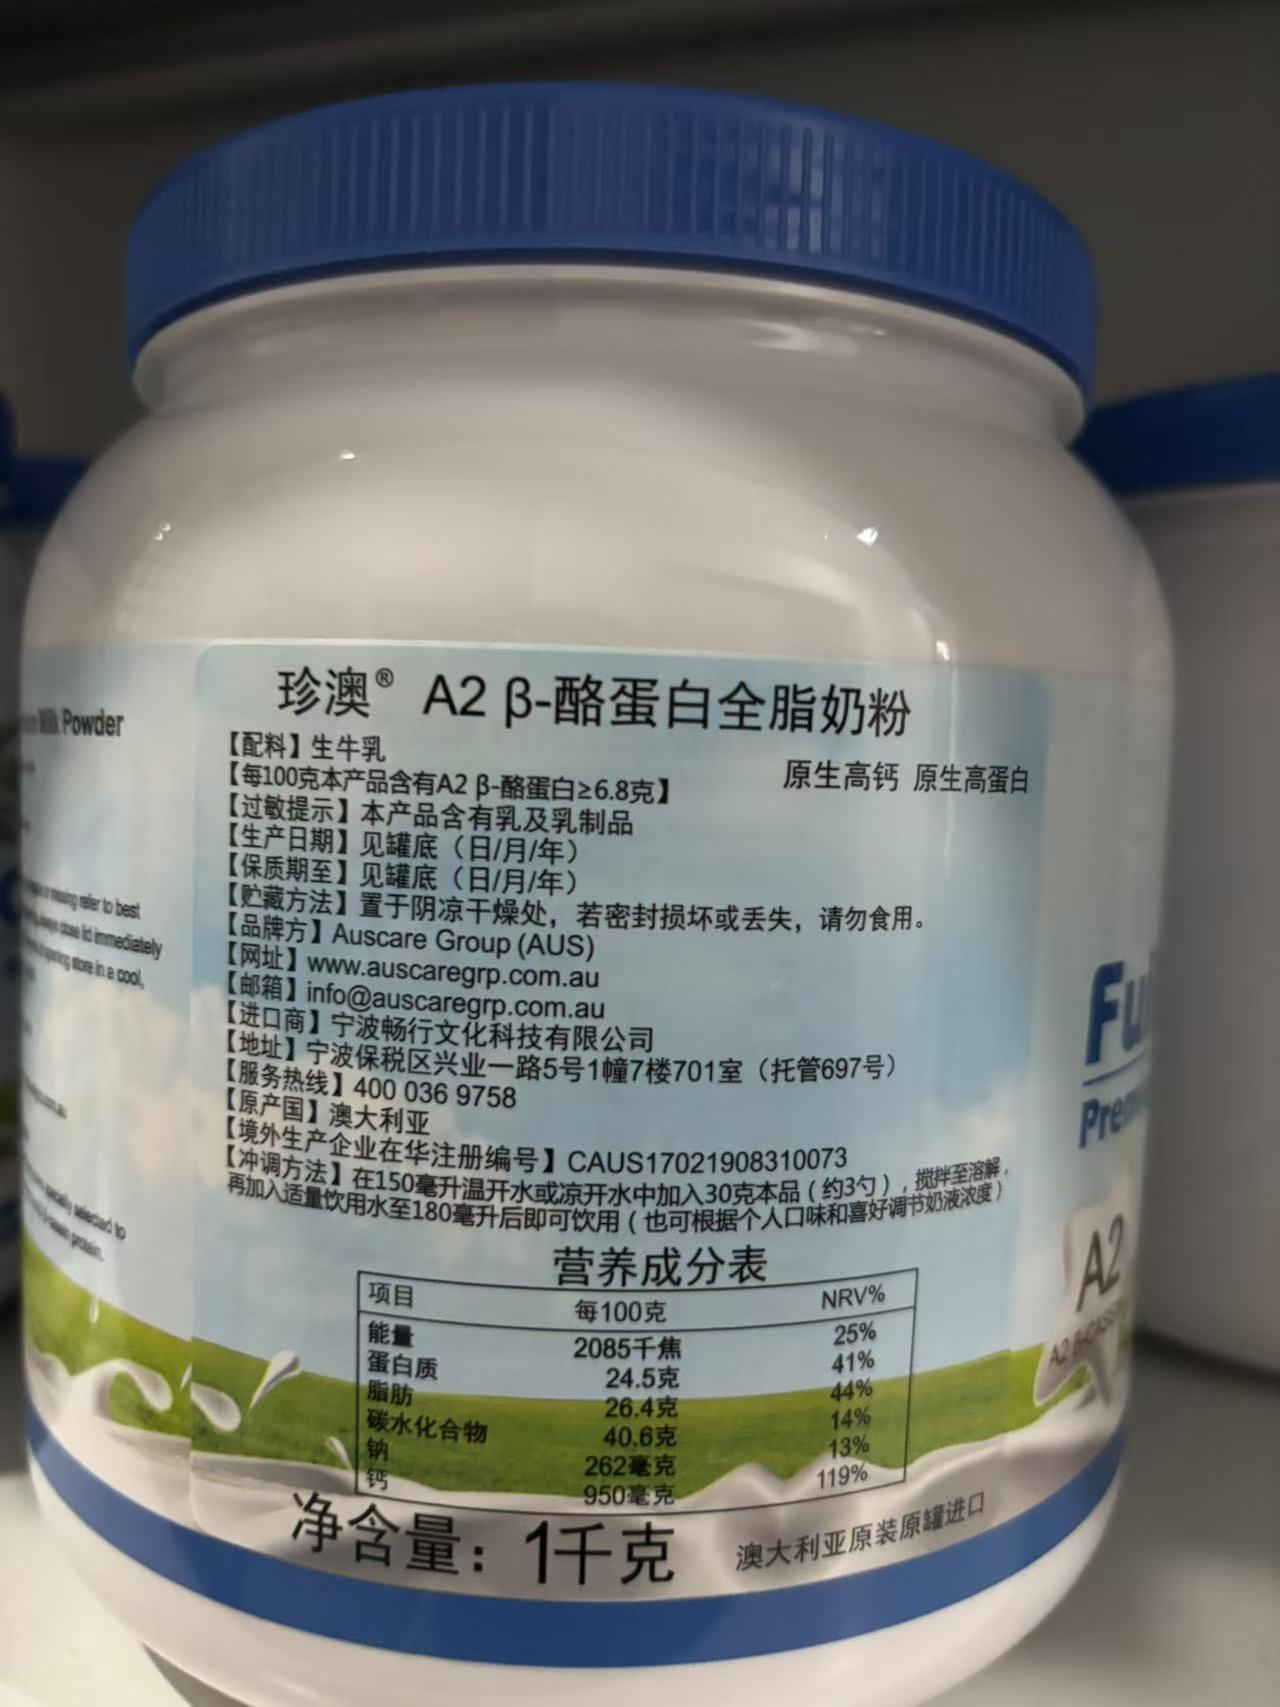 珍澳® A2 β-酪蛋白全脂奶粉
【配料】生牛乳
原生高钙 原生高蛋白
【每100克本产品含有A2 β-酪蛋白≥6.8克】
【过敏提示】本产品含有乳及乳制品
【生产日期】见罐底（日/月/年）
【保质期至】见罐底（日/月/年）
【贮藏方法】置于阴凉干燥处，若密封损坏或丢失，请勿食用。
【品牌方】Auscare Group (AUS)
【网址】www.auscaregrp.com.au
【邮箱】info@auscaregrp.com.au
【进口商】宁波畅行文化科技有限公司
【地址】宁波保税区兴业一路5号1幢7楼701室（托管697号）
【服务热线】400 036 9758
【原产国】澳大利亚
【境外生产企业在华注册编号】CAUS17021908310073
【冲调方法】在150毫升温开水或凉开水中加入30克本品（约3勺），搅拌至溶解，
再加入适量饮用水至180毫升后即可饮用（也可根据个人口味和喜好调节奶液浓度）
营养成分表
项目 每100克 NRV%
能量 2085千焦 25%
蛋白质 24.5克 41%
脂肪 26.4克 44%
碳水化合物 40.6克 14%
钠 262毫克 13%
钙 950毫克 119%
净含量：1千克
澳大利亚原装原罐进口
Milk Powder
refer to best
close lid immediately
store in a cool,
selected to
protein.
A2